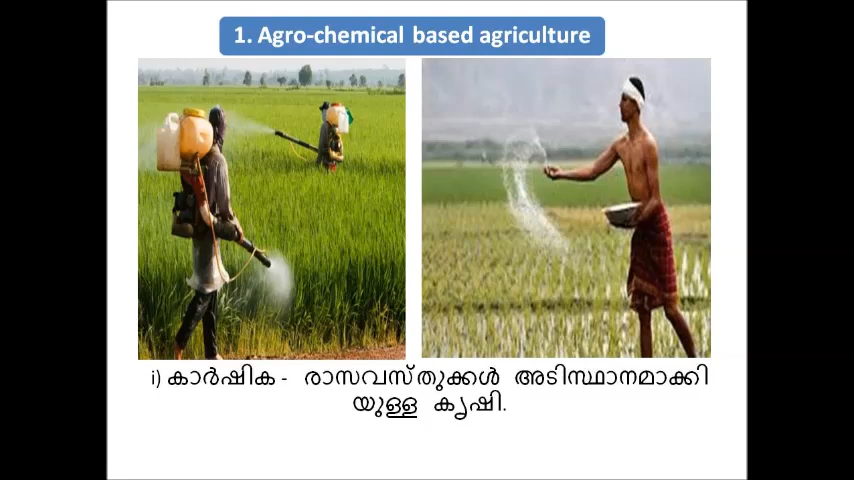 1. Agro-chemical based agriculture
i) കാർഷിക - രാസവസ്തുക്കൾ അടിസ്ഥാനമാക്കി
യുള്ള കൃഷി.